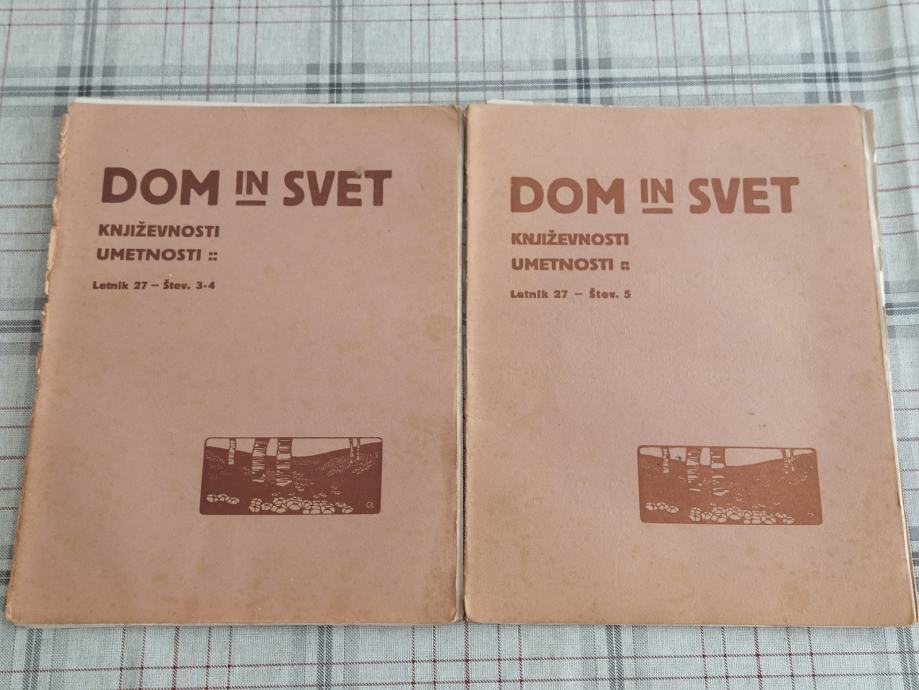 DOM IN SVET
KNJIŽEVNOSTI
UMETNOSTI ::
Letnik 27 — Štev. 3-4
DOM IN SVET
KNJIŽEVNOSTI
UMETNOSTI ::
Letnik 27 — Štev. 5